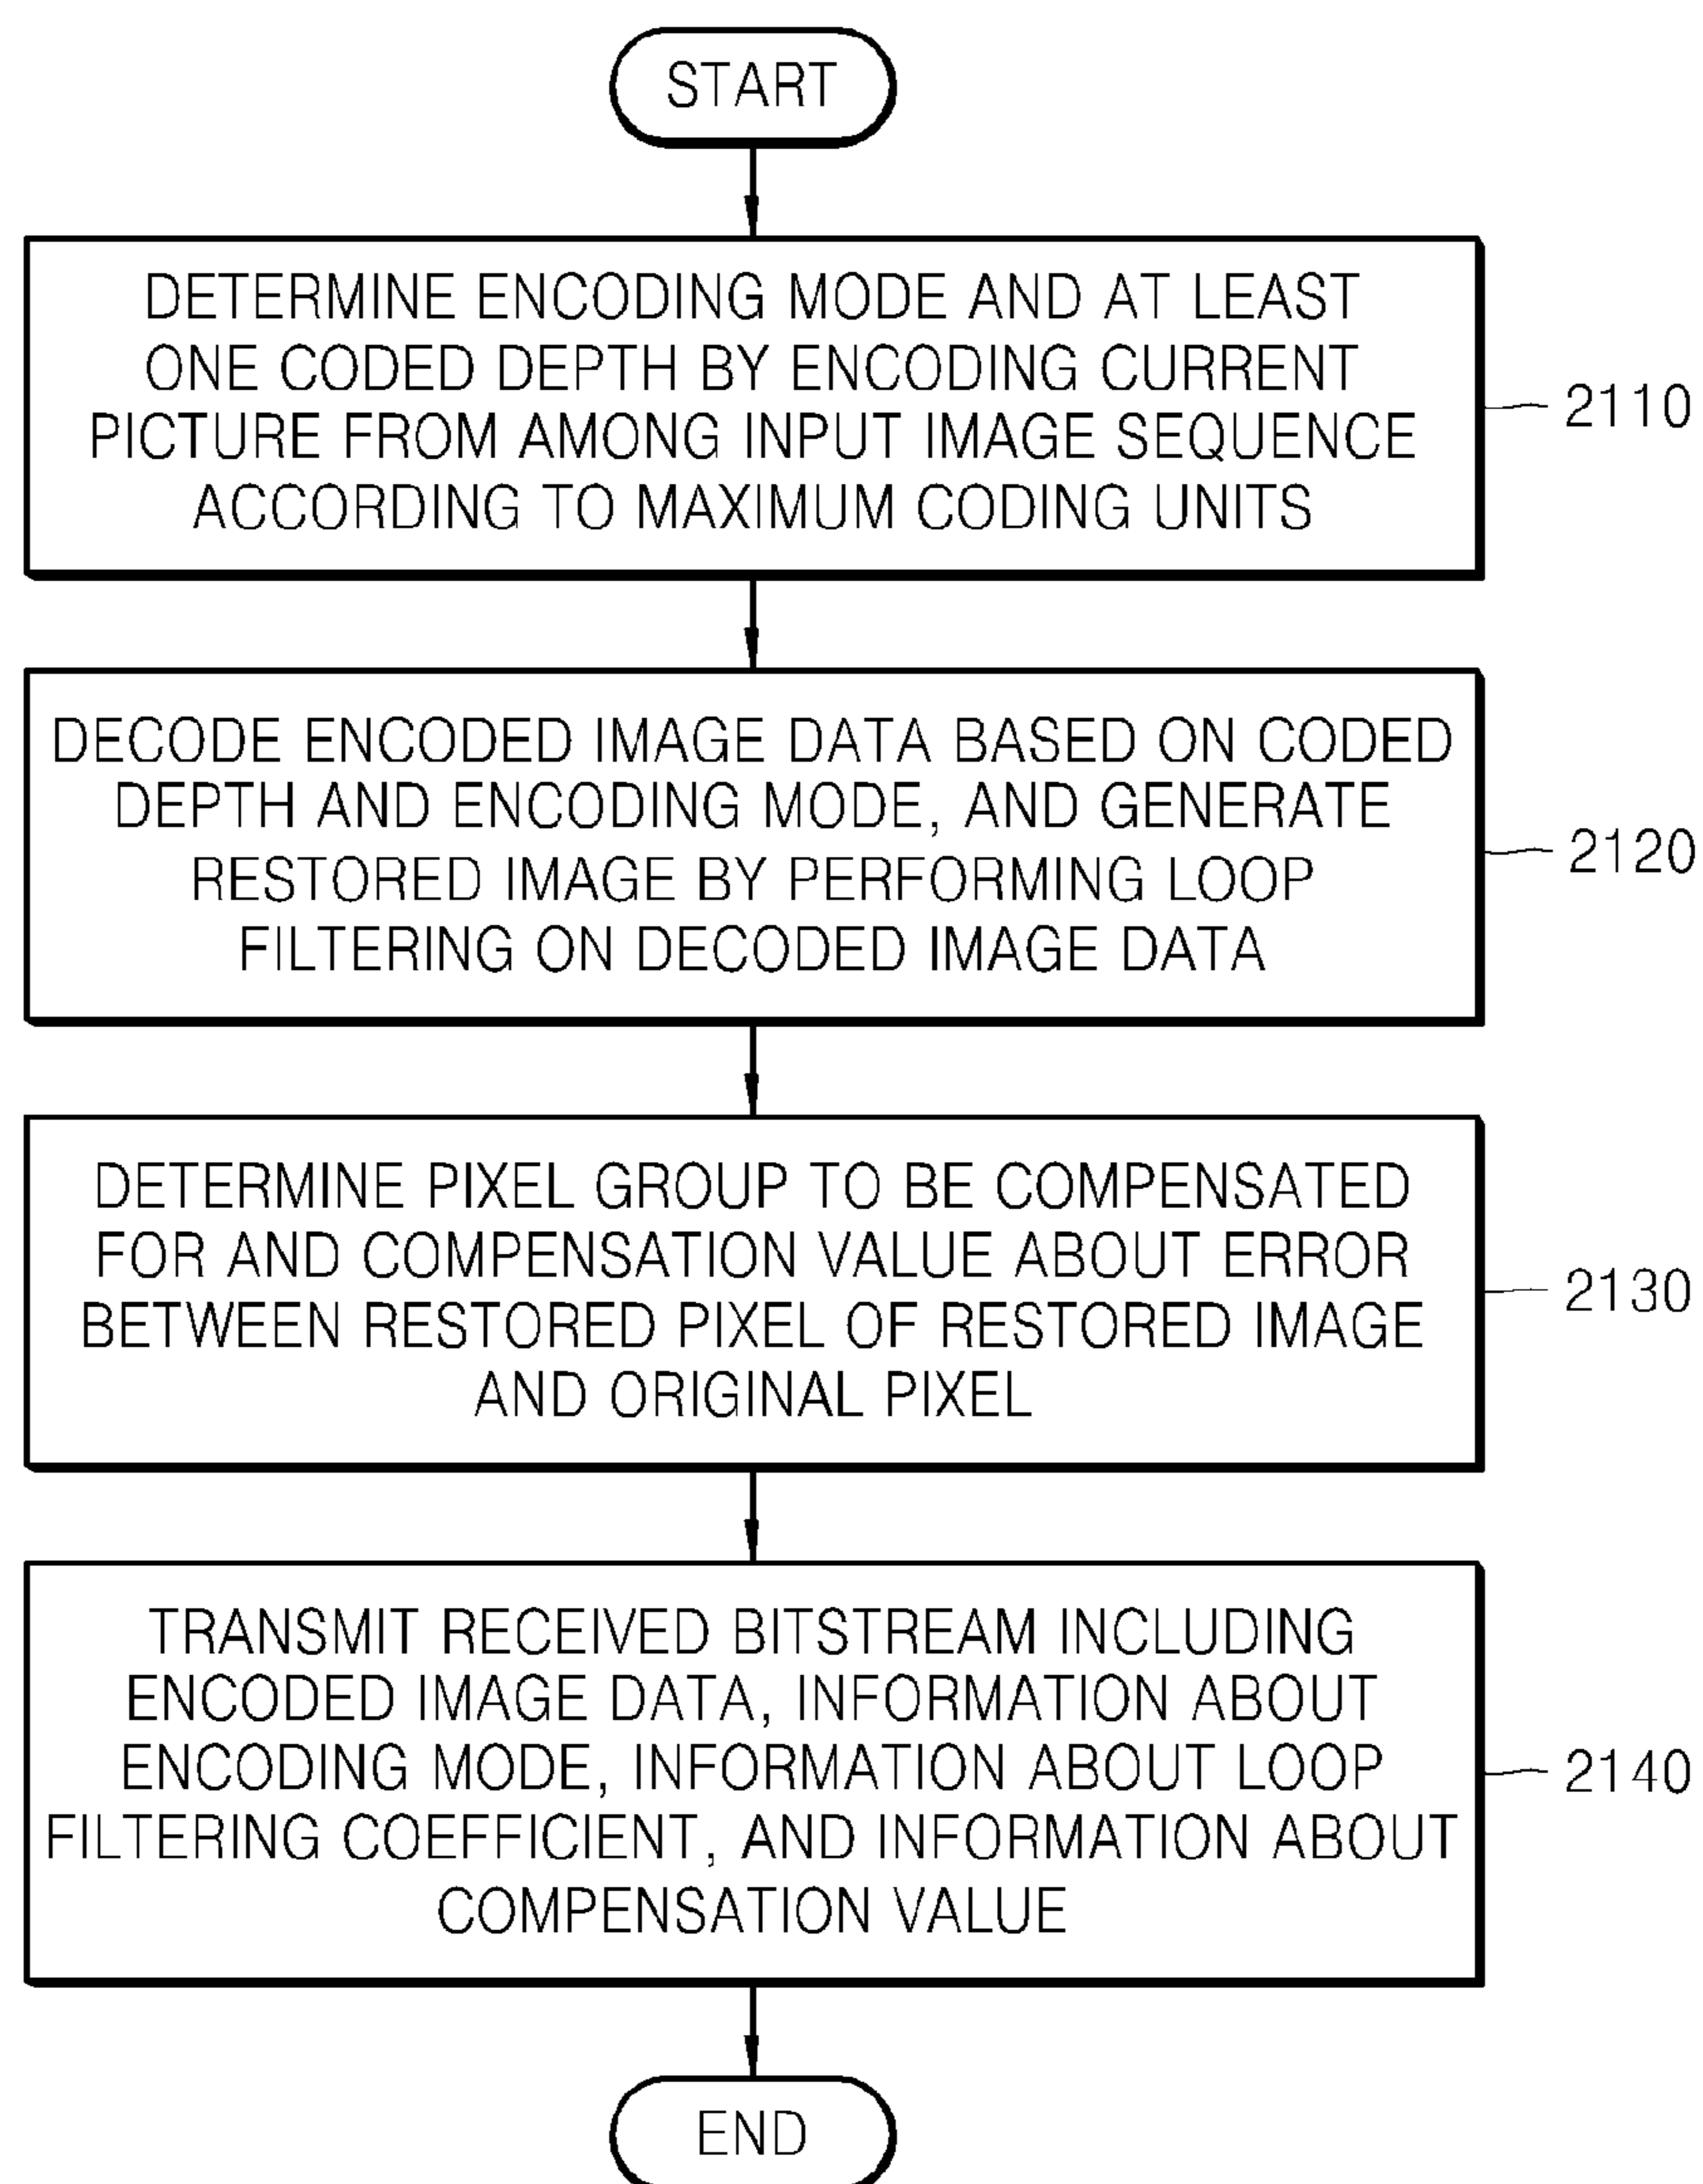 START
DETERMINE ENCODING MODE AND AT LEAST
ONE CODED DEPTH BY ENCODING CURRENT
PICTURE FROM AMONG INPUT IMAGE SEQUENCE
ACCORDING TO MAXIMUM CODING UNITS
2110
DECODE ENCODED IMAGE DATA BASED ON CODED
DEPTH AND ENCODING MODE, AND GENERATE
RESTORED IMAGE BY PERFORMING LOOP
FILTERING ON DECODED IMAGE DATA
2120
DETERMINE PIXEL GROUP TO BE COMPENSATED
FOR AND COMPENSATION VALUE ABOUT ERROR
BETWEEN RESTORED PIXEL OF RESTORED IMAGE
AND ORIGINAL PIXEL
2130
TRANSMIT RECEIVED BITSTREAM INCLUDING
ENCODED IMAGE DATA, INFORMATION ABOUT
ENCODING MODE, INFORMATION ABOUT LOOP
FILTERING COEFFICIENT, AND INFORMATION ABOUT
COMPENSATION VALUE
2140
END